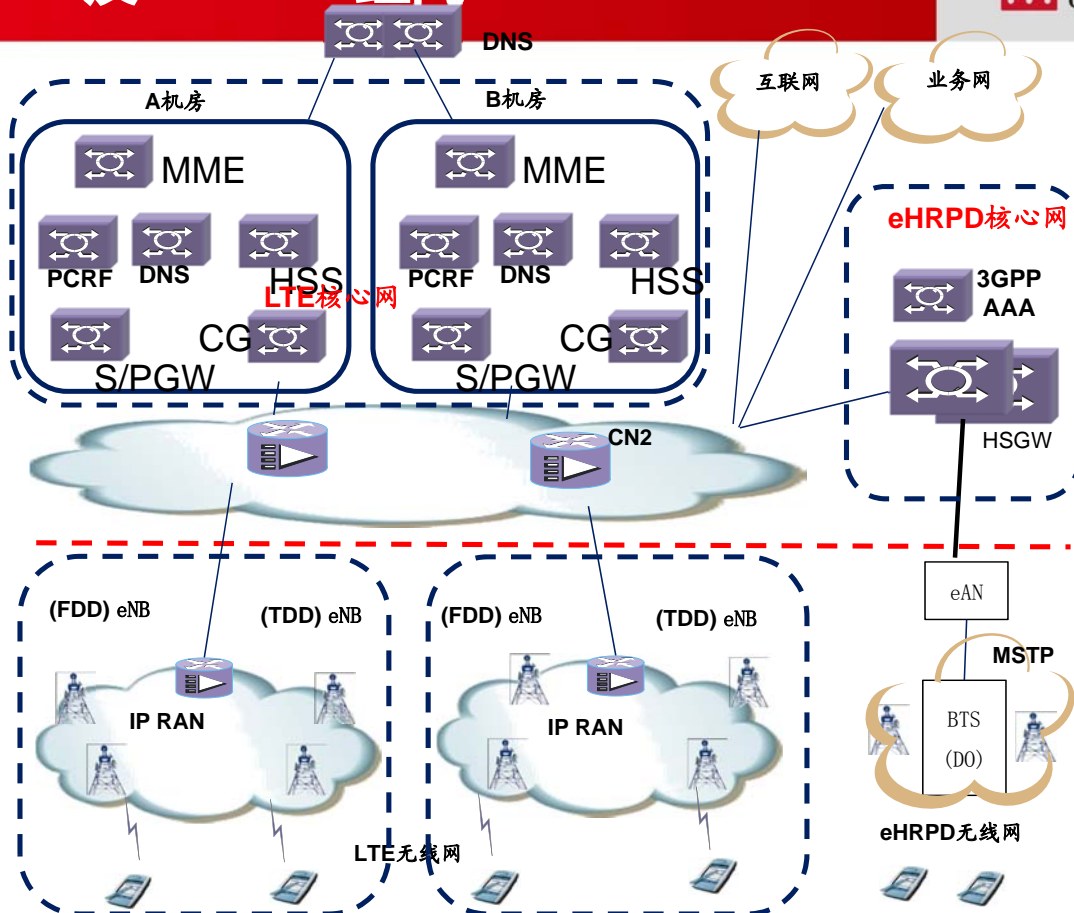 DNS
互联网
业务网
A机房
B机房
MME
MME
PCRF
DNS
HSS
PCRF
DNS
HSS
LTE核心网
CG
S/PGW
CG
S/PGW
eHRPD核心网
3GPP
AAA
HSGW
CN2
(FDD) eNB
(TDD) eNB
(FDD) eNB
(TDD) eNB
IP RAN
IP RAN
LTE无线网
eAN
MSTP
BTS
(DO)
eHRPD无线网